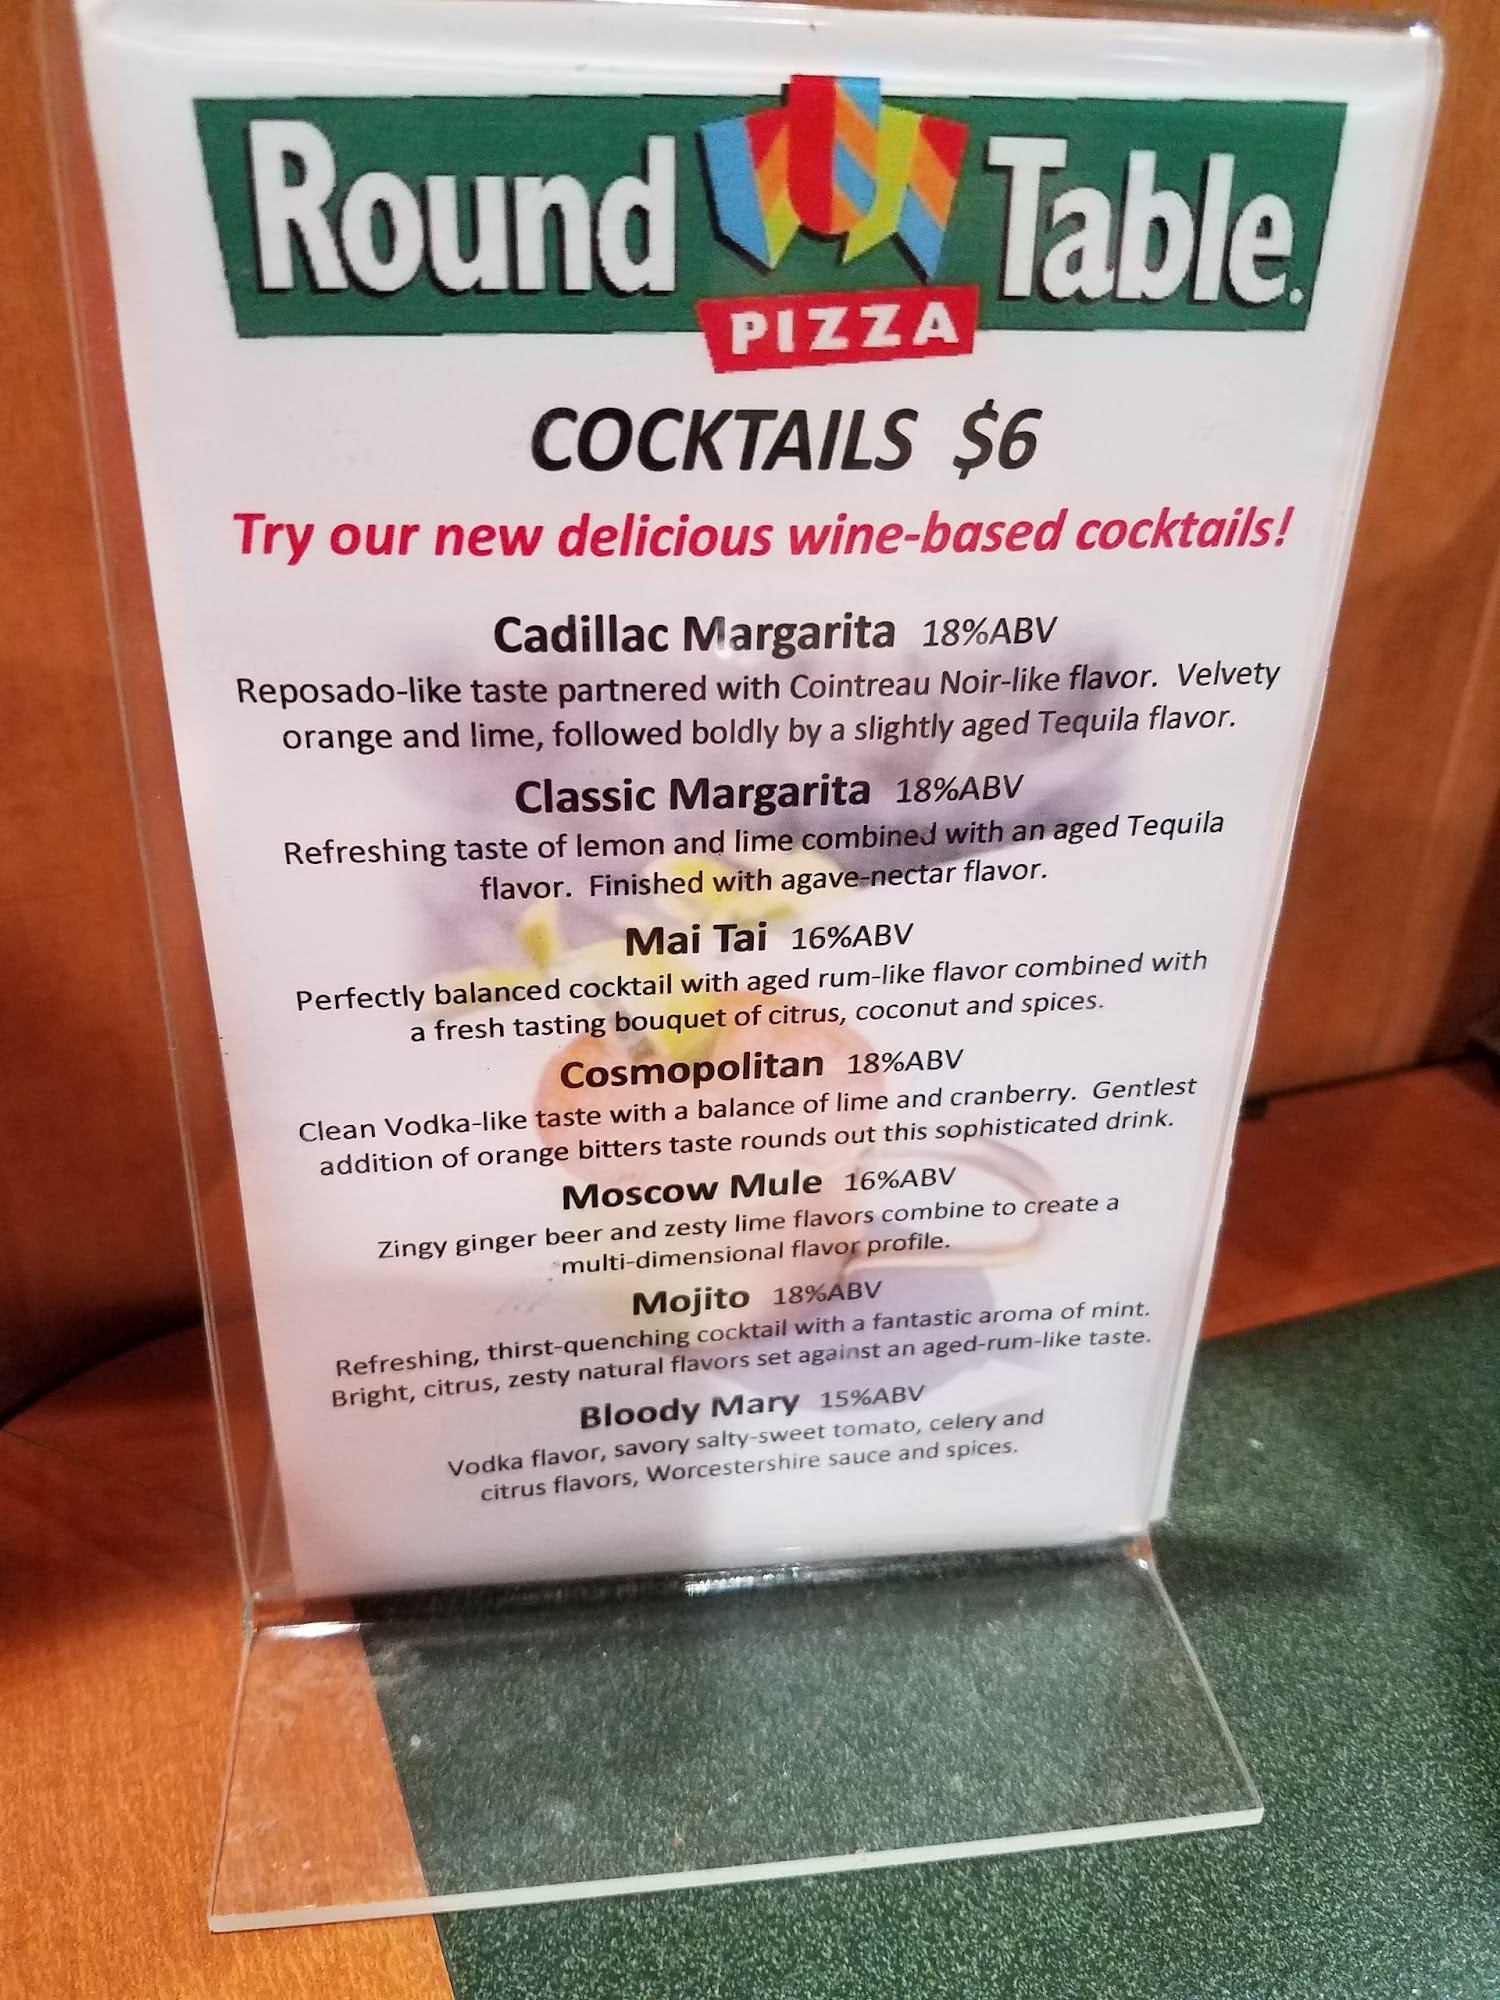 Round Table.
PIZZA
COCKTAILS $6
Try our new delicious wine-based cocktails!
Cadillac Margarita 18%ABV
Reposado-like taste partnered with Cointreau Noir-like flavor. Velvety
orange and lime, followed boldly by a slightly aged Tequila flavor.
Classic Margarita 18%ABV
Refreshing taste of lemon and lime combined with an aged Tequila
flavor. Finished with agave-nectar flavor.
Mai Tai 16%ABV
Perfectly balanced cocktail with aged rum-like flavor combined with
a fresh tasting bouquet of citrus, coconut and spices.
Cosmopolitan 18%ABV
Clean Vodka-like taste with a balance of lime and cranberry. Gentlest
addition of orange bitters taste rounds out this sophisticated drink.
Moscow Mule 16%ABV
Zingy ginger beer and zesty lime flavors combine to create a
multi-dimensional flavor profile.
Mojito 18%ABV
Refreshing, thirst-quenching cocktail with a fantastic aroma of mint.
Bright, citrus, zesty natural flavors set against an aged-rum-like taste.
Bloody Mary 15%ABV
Vodka flavor, savory salty-sweet tomato, celery and
citrus flavors, Worcestershire sauce and spices.